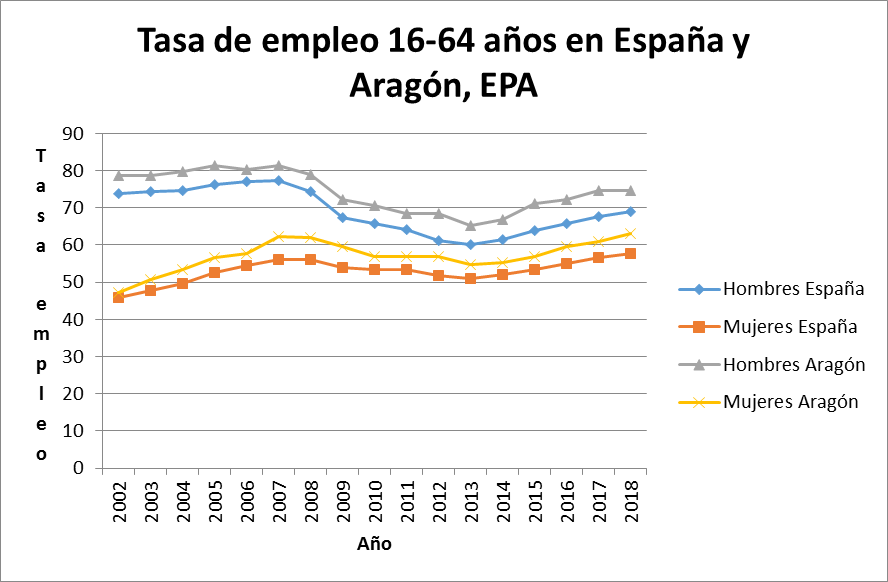 Tasa de empleo 16-64 años en España y
Aragón, EPA
Tasa empleo
90
80
70
60
50
40
30
20
10
0
2002 2003 2004 2005 2006 2007 2008 2009 2010 2011 2012 2013 2014 2015 2016 2017 2018
Año
Hombres España
Mujeres España
Hombres Aragón
Mujeres Aragón